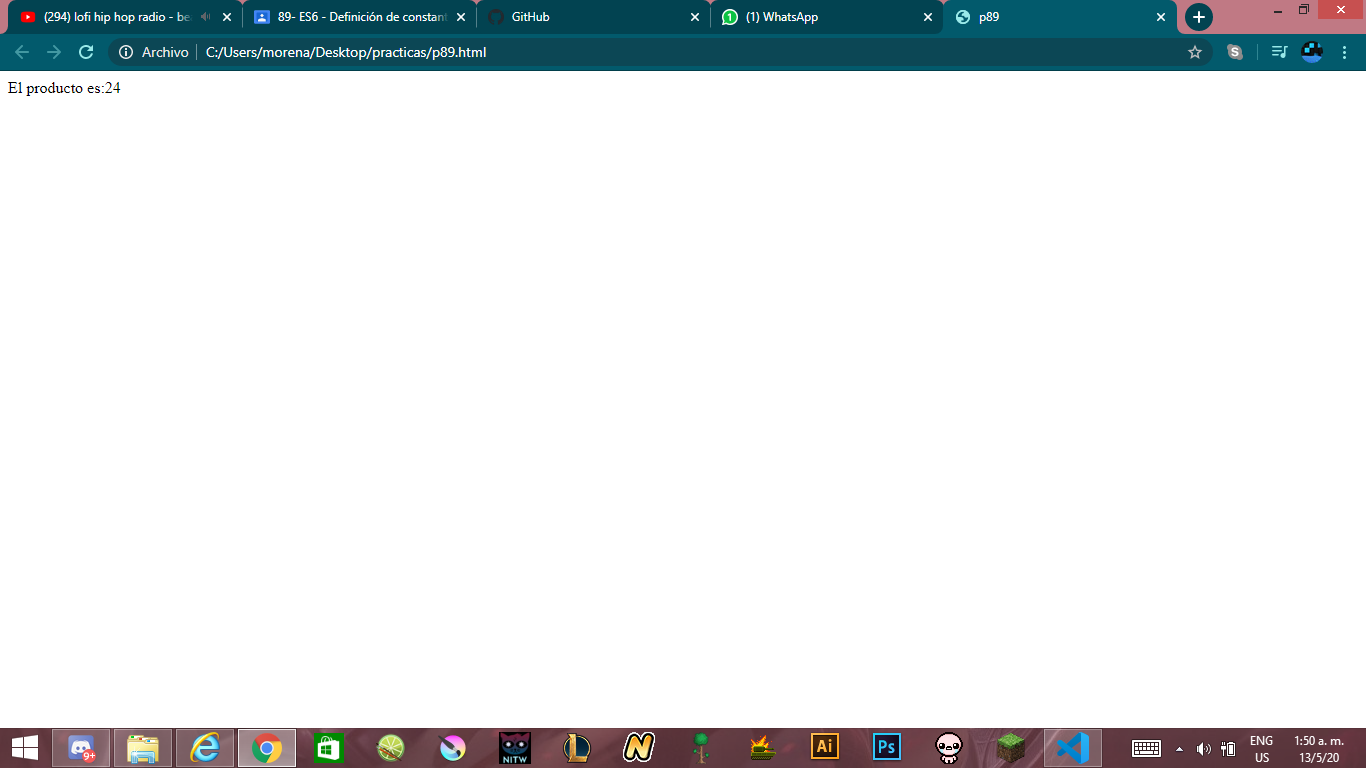 (294) lofi hip hop radio - be
89- ES6 - Definición de constan
GitHub
(1) WhatsApp
p89
Archivo
C:/Users/morena/Desktop/practicas/p89.html
El producto es:24
9+
NITW
Ai
Ps
ENG
US
1:50 a. m.
13/5/20